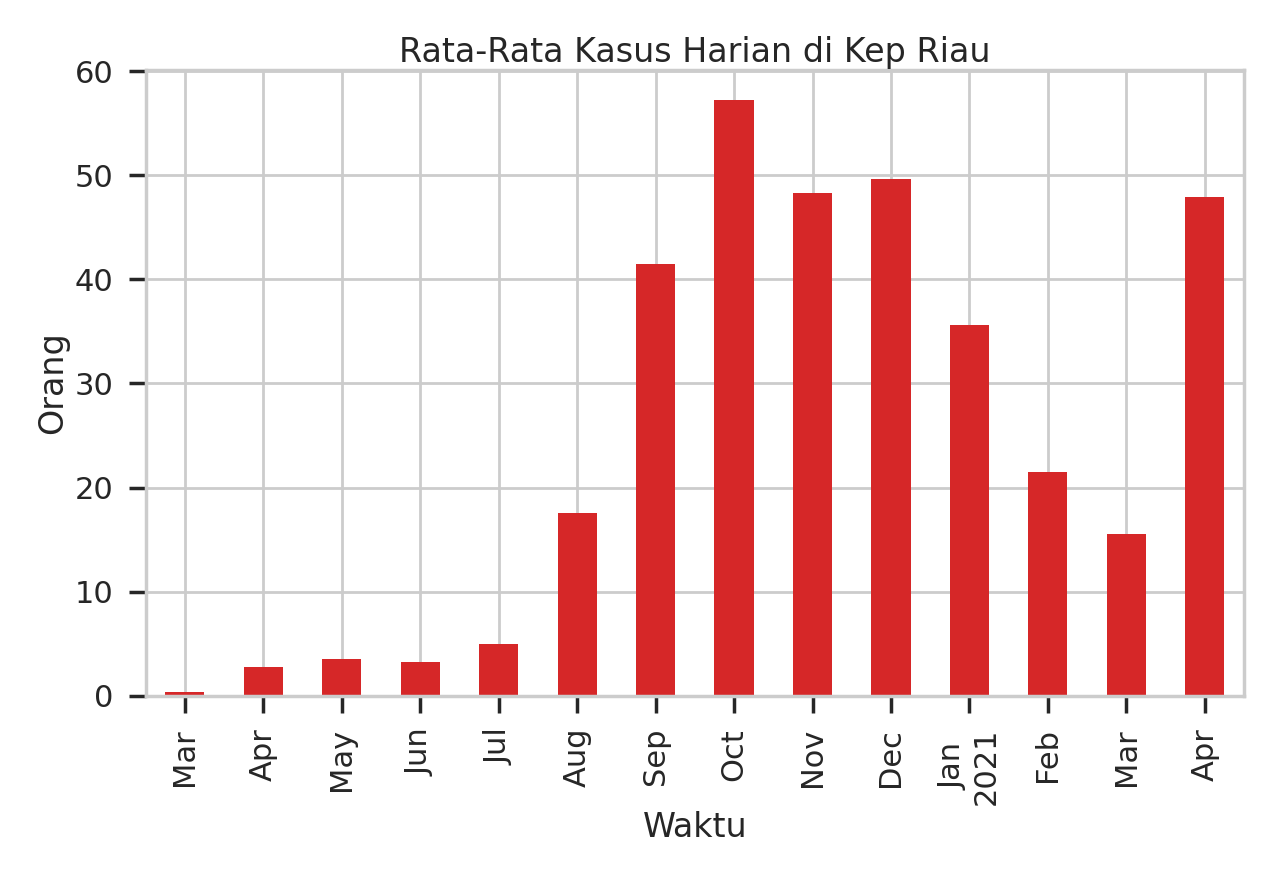 Rata-Rata Kasus Harian di Kep Riau
60
50
40
30
20
10
0
Orang
Mar
Apr
May
Jun
Jul
Aug
Sep
Oct
Nov
Dec
Jan
2021
Feb
Mar
Apr
Waktu